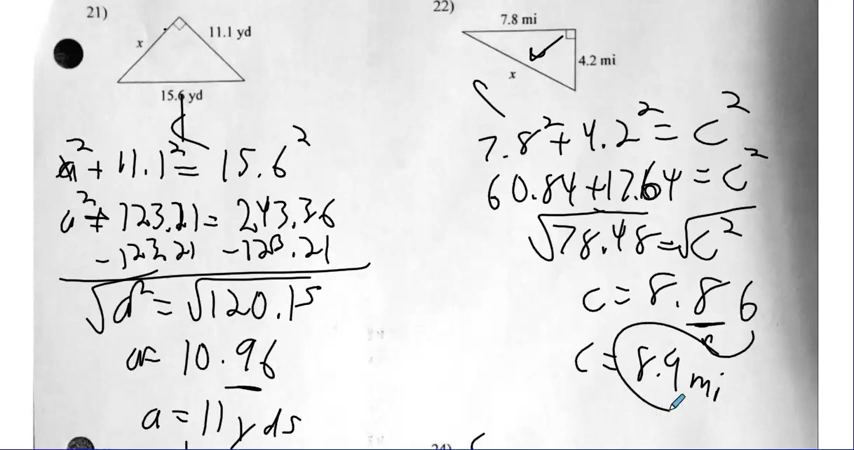 21)
x
11.1 yd
15.6 yd
c
a² + 11.1² = 15.6²
a² + 123.21 = 243.36
-123.21 -123.21
√a² = √120.15
a = 10.96
a = 11 yds
22)
7.8 mi
4.2 mi
x
7.8² + 4.2² = c²
60.84 + 17.64 = c²
√78.48 = √c²
c = 8.86
c = 8.9 mi